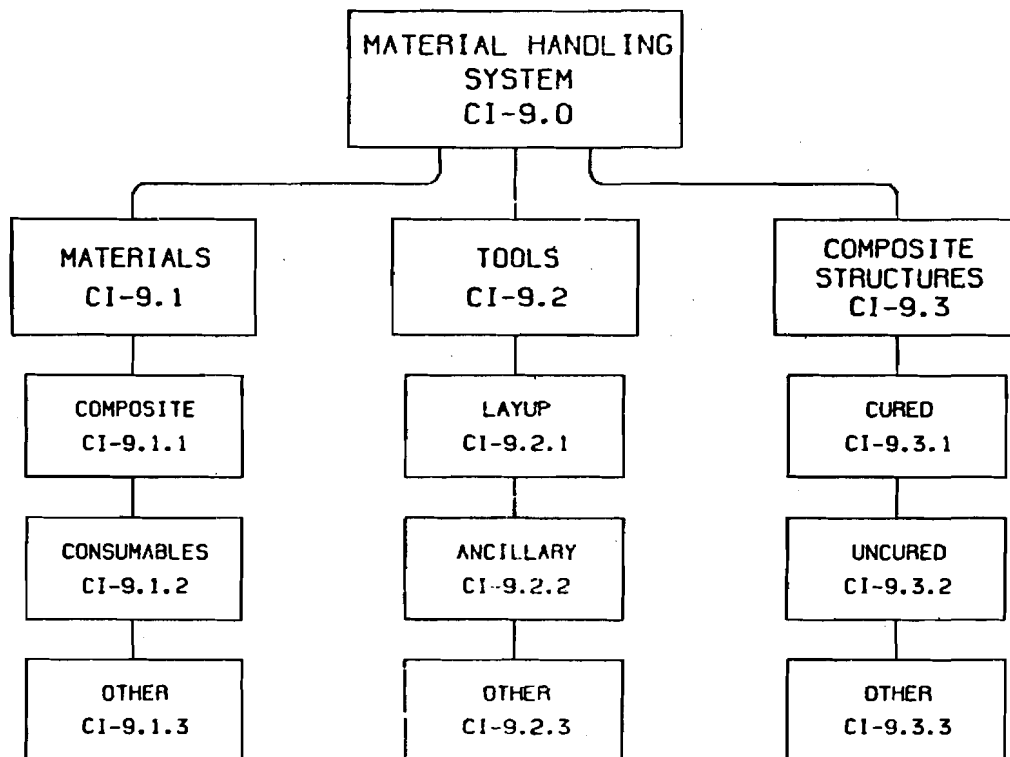 MATERIAL HANDLING
SYSTEM
CI-9.0
MATERIALS
CI-9.1
TOOLS
CI-9.2
COMPOSITE
STRUCTURES
CI-9.3
COMPOSITE
CI-9.1.1
LAYUP
CI-9.2.1
CURED
CI-9.3.1
CONSUMABLES
CI-9.1.2
ANCILLARY
CI-9.2.2
UNCURED
CI-9.3.2
OTHER
CI-9.1.3
OTHER
CI-9.2.3
OTHER
CI-9.3.3